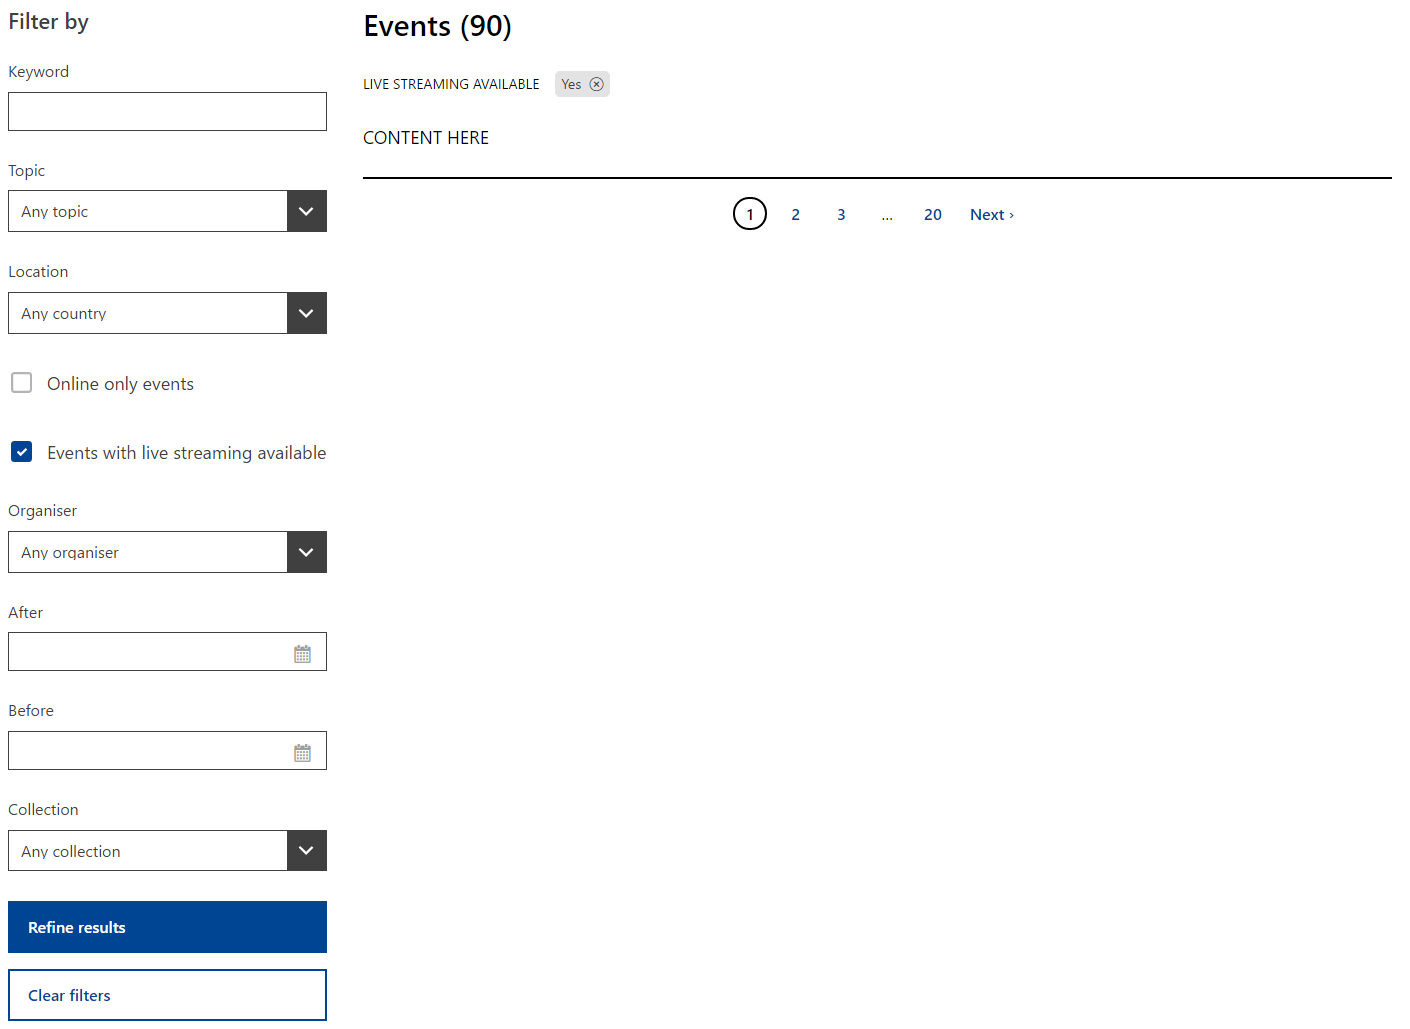 Filter by
Keyword
Topic
Any topic
Location
Any country
Online only events
Events with live streaming available
Organiser
Any organiser
After
Before
Collection
Any collection
Refine results
Clear filters
Events (90)
LIVE STREAMING AVAILABLE Yes
CONTENT HERE
1 2 3 ... 20 Next ›